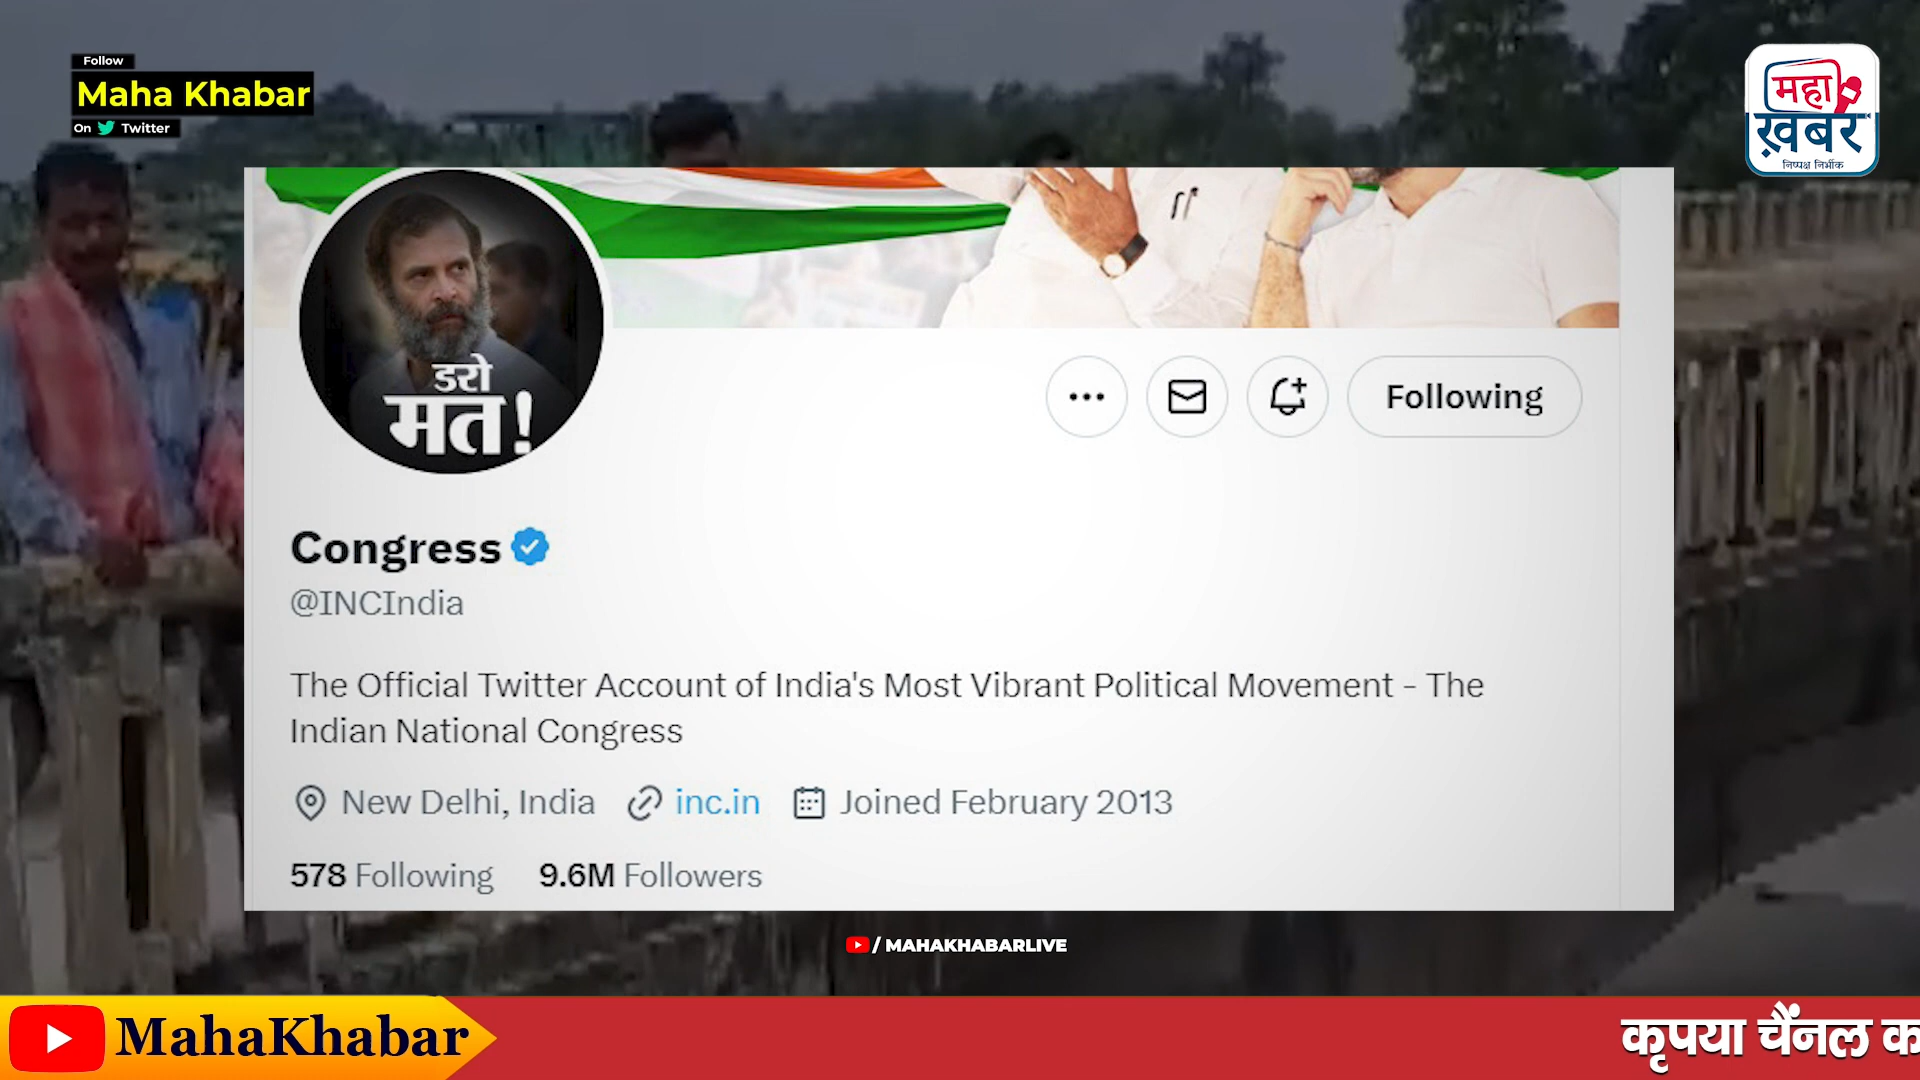 Follow
Maha Khabar
On Twitter
महा
ख़बर
निष्पक्ष निर्भीक
डरो
मत!
Following
Congress
@INCIndia
The Official Twitter Account of India's Most Vibrant Political Movement - The
Indian National Congress
New Delhi, India inc.in Joined February 2013
578 Following 9.6M Followers
/ MAHAKHABARLIVE
MahaKhabar
कृपया चैंनल क